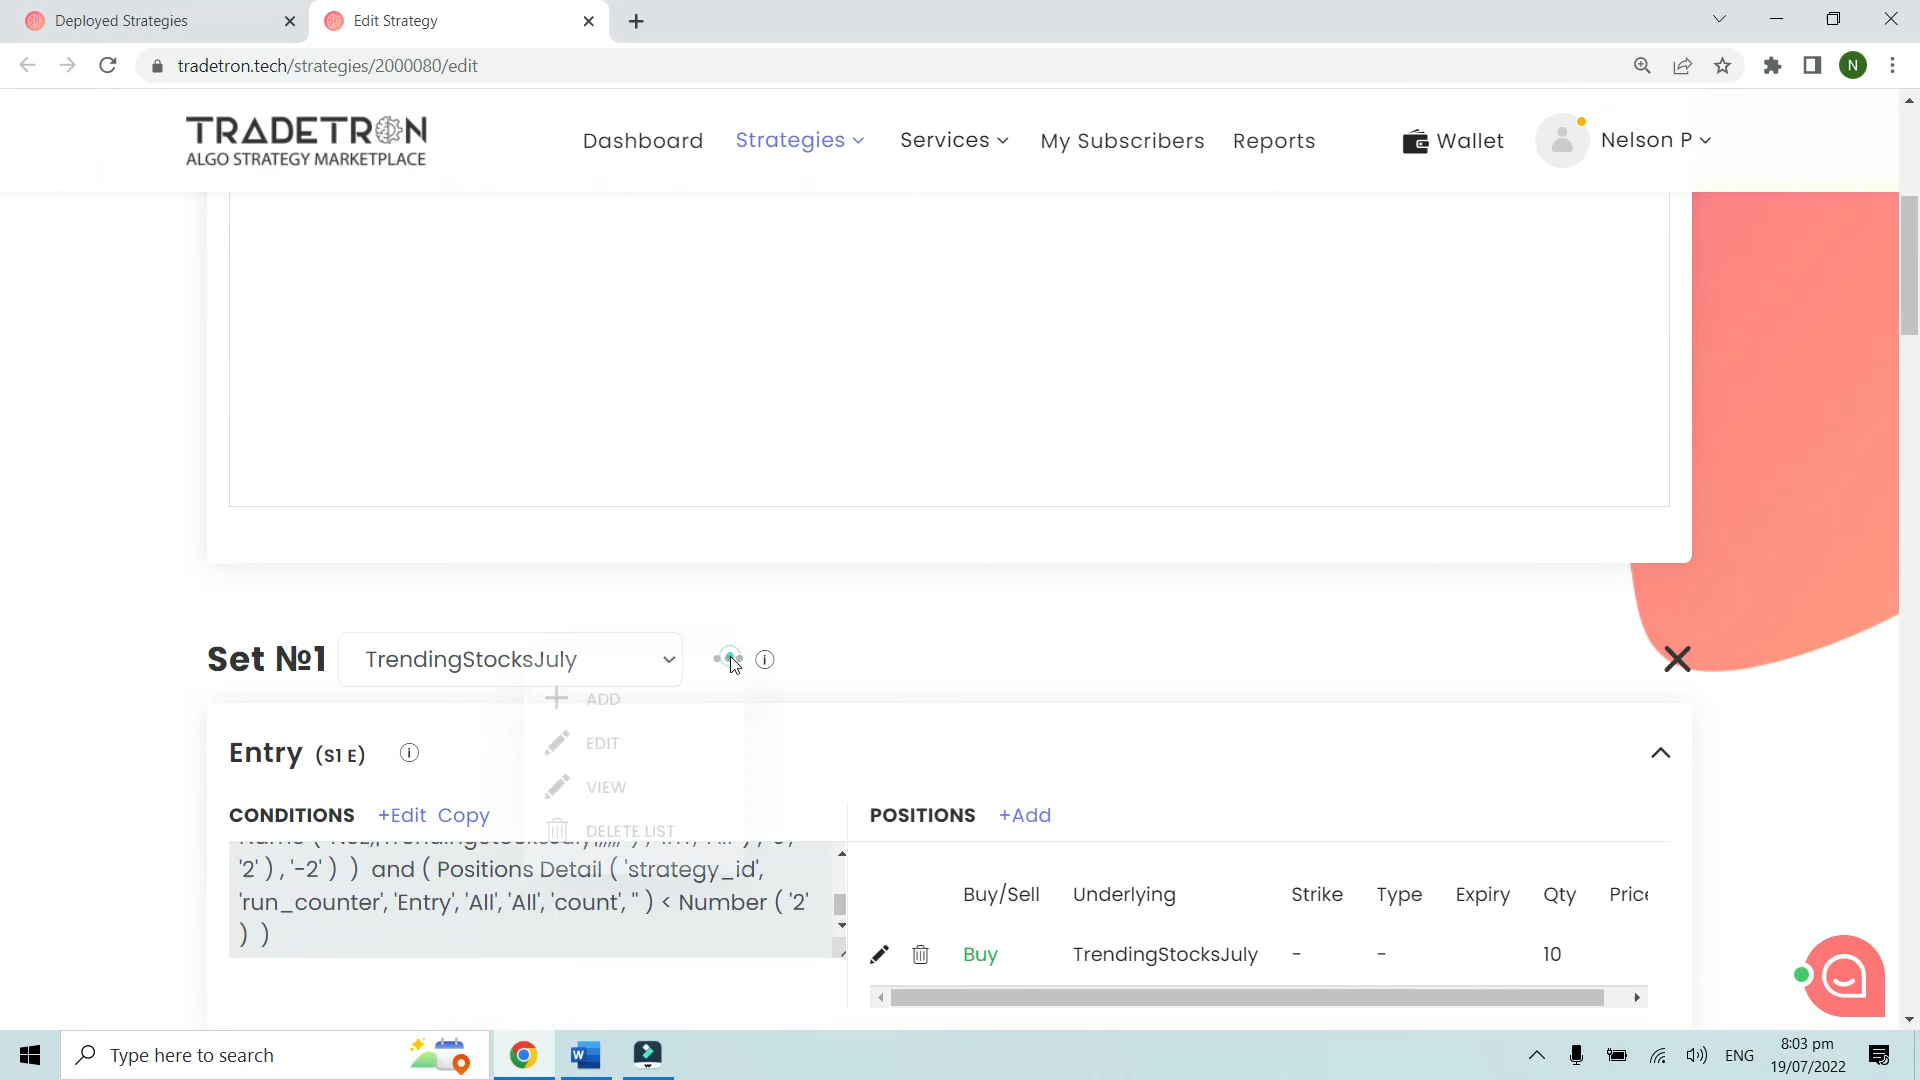 Deployed Strategies
Edit Strategy
tradetron.tech/strategies/2000080/edit
N
TRADETRON
ALGO STRATEGY MARKETPLACE
Dashboard
Strategies
Services
My Subscribers
Reports
Wallet
Nelson P
Set №1
TrendingStocksJuly
ADD
EDIT
VIEW
DELETE LIST
Entry (S1 E)
CONDITIONS +Edit Copy
'2' ) , '-2' ) ) and ( Positions Detail ( 'strategy_id',
'run_counter', 'Entry', 'All', 'All', 'count', '' ) < Number ( '2'
) )
POSITIONS +Add
Buy/Sell Underlying Strike Type Expiry Qty Price
Buy TrendingStocksJuly - - 10
Type here to search
ENG
8:03 pm
19/07/2022